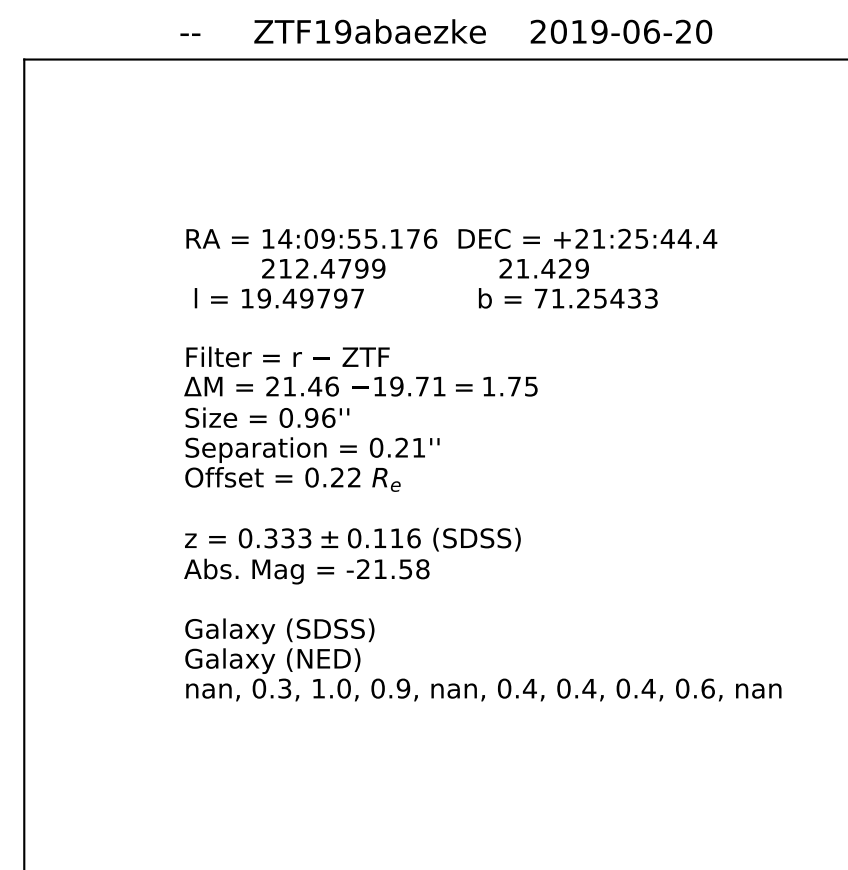 --     ZTF19abaezke    2019-06-20
RA = 14:09:55.176  DEC = +21:25:44.4
212.4799             21.429
l = 19.49797             b = 71.25433
Filter = r − ZTF
ΔM = 21.46 −19.71 = 1.75
Size = 0.96''
Separation = 0.21''
Offset = 0.22 Re
z = 0.333 ± 0.116 (SDSS)
Abs. Mag = -21.58
Galaxy (SDSS)
Galaxy (NED)
nan, 0.3, 1.0, 0.9, nan, 0.4, 0.4, 0.4, 0.6, nan